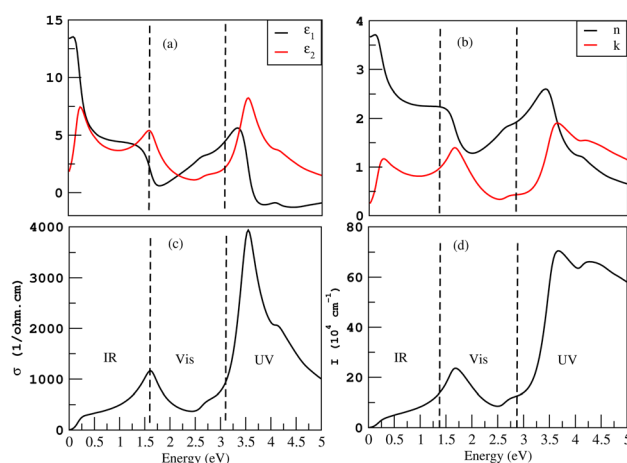 15
10
5
0
(a)
ε1
ε2
4
3
2
1
0
(b)
n
k
4000
3000
2000
1000
0
σ (1/ohm.cm)
(c)
IR
Vis
UV
0 0.5 1 1.5 2 2.5 3 3.5 4 4.5 5
Energy (eV)
80
60
40
20
0
I (10^4 cm^-1)
(d)
IR
Vis
UV
0 0.5 1 1.5 2 2.5 3 3.5 4 4.5 5
Energy (eV)